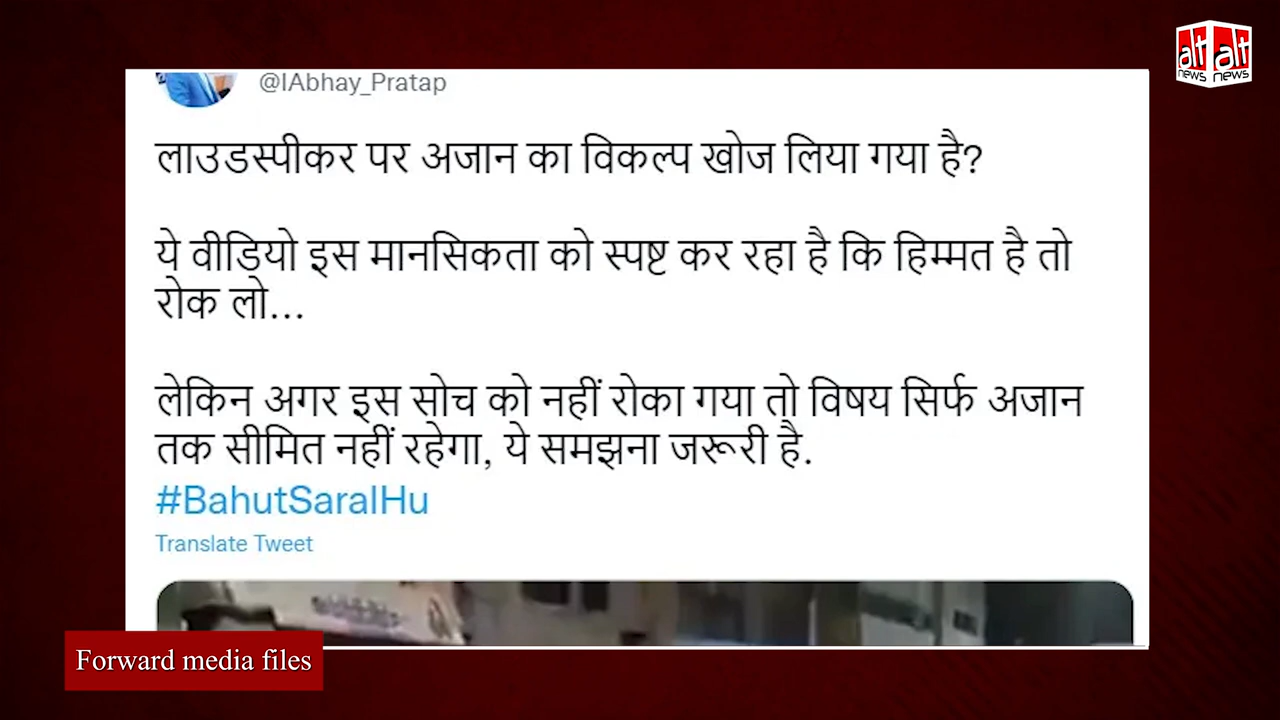 alt alt
news news
@IAbhay_Pratap
लाउडस्पीकर पर अजान का विकल्प खोज लिया गया है?
ये वीडियो इस मानसिकता को स्पष्ट कर रहा है कि हिम्मत है तो
रोक लो...
लेकिन अगर इस सोच को नहीं रोका गया तो विषय सिर्फ अजान
तक सीमित नहीं रहेगा, ये समझना जरूरी है.
#BahutSaralHu
Translate Tweet
Forward media files